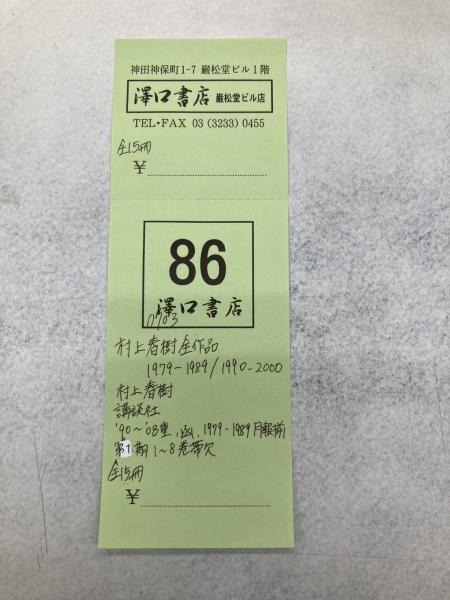 神田神保町1-7 巌松堂ビル1階
澤口書店 巌松堂ビル店
TEL・FAX 03 (3233) 0455
全15冊
¥
86
澤口書店
0703
村上春樹全作品
1979-1989/1990-2000
村上春樹
講談社
'90~'03重,函,1979-1989月報揃
第1期1~8巻帯欠
全15冊
¥